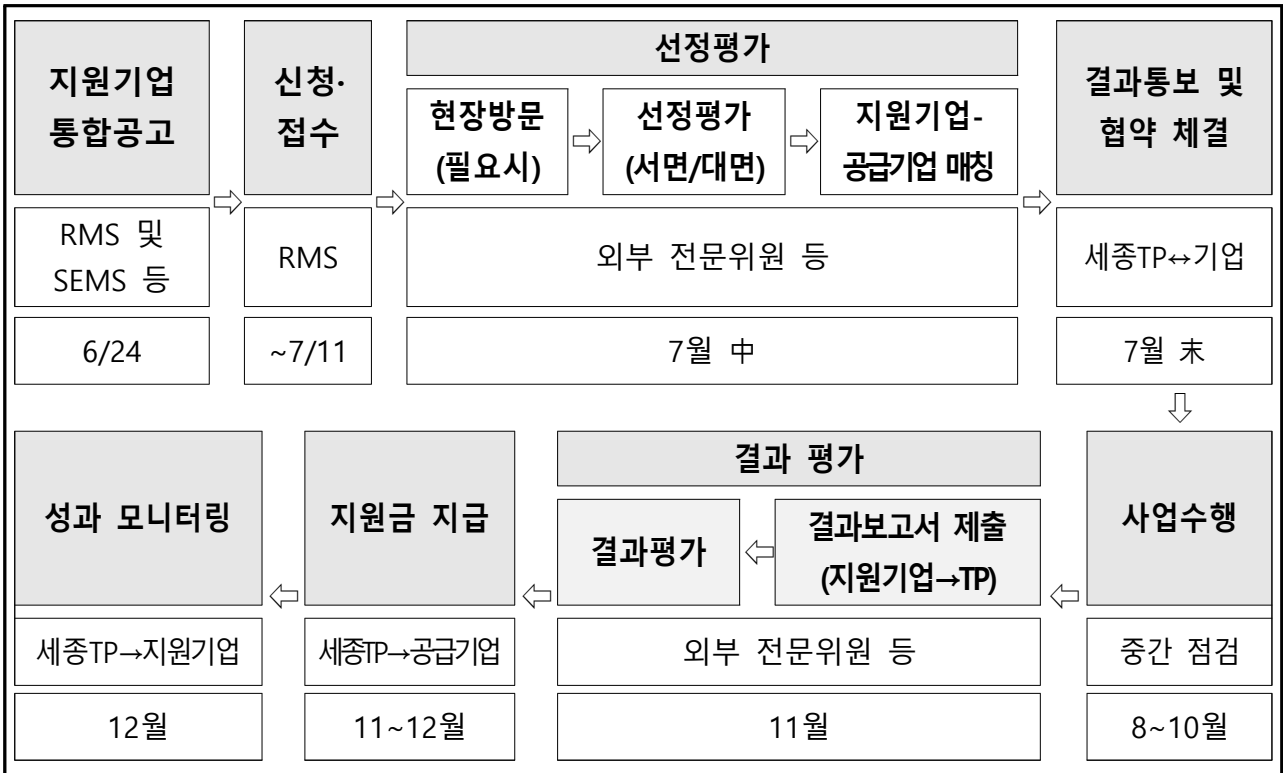 지원기업
통합공고
신청·
접수
선정평가
현장방문
(필요시)
선정평가
(서면/대면)
지원기업-
공급기업 매칭
결과통보 및
협약 체결
RMS 및
SEMS 등
RMS
외부 전문위원 등
세종TP↔기업
6/24
~7/11
7월 中
7월 末
성과 모니터링
지원금 지급
결과 평가
결과평가
결과보고서 제출
(지원기업→TP)
사업수행
세종TP→지원기업
세종TP→공급기업
외부 전문위원 등
중간 점검
12월
11~12월
11월
8~10월